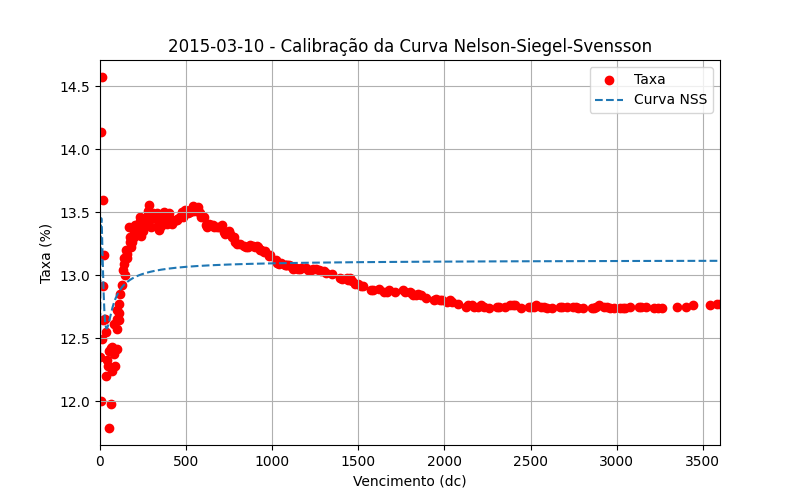 2015-03-10 - Calibração da Curva Nelson-Siegel-Svensson
Taxa
Curva NSS
Taxa (%)
14.5
14.0
13.5
13.0
12.5
12.0
0 500 1000 1500 2000 2500 3000 3500
Vencimento (dc)